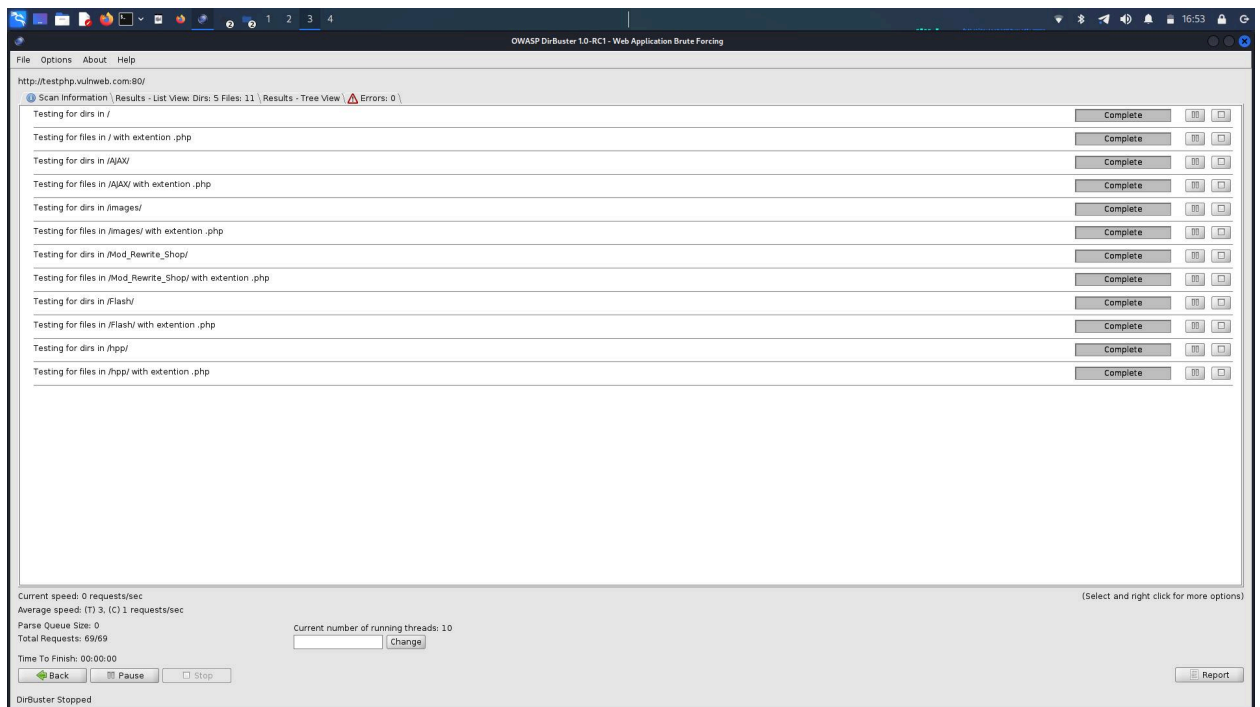 2 2 1 2 3 4 16:53
OWASP DirBuster 1.0-RC1 - Web Application Brute Forcing
File Options About Help
http://testphp.vulnweb.com:80/
Scan Information \ Results - List View: Dirs: 5 Files: 11 \ Results - Tree View \ Errors: 0 \
Testing for dirs in / Complete
Testing for files in / with extention .php Complete
Testing for dirs in /AJAX/ Complete
Testing for files in /AJAX/ with extention .php Complete
Testing for dirs in /images/ Complete
Testing for files in /images/ with extention .php Complete
Testing for dirs in /Mod_Rewrite_Shop/ Complete
Testing for files in /Mod_Rewrite_Shop/ with extention .php Complete
Testing for dirs in /Flash/ Complete
Testing for files in /Flash/ with extention .php Complete
Testing for dirs in /hpp/ Complete
Testing for files in /hpp/ with extention .php Complete
Current speed: 0 requests/sec (Select and right click for more options)
Average speed: (T) 3, (C) 1 requests/sec
Parse Queue Size: 0 Current number of running threads: 10
Total Requests: 69/69 Change
Time To Finish: 00:00:00
Back Pause Stop Report
DirBuster Stopped